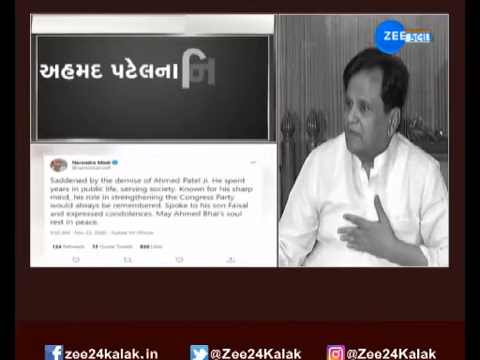 ZEE
અહમદ પટેલના નિ
Narendra Modi
@narendramodi
Saddened by the demise of Ahmed Patel Ji. He spent
years in public life, serving society. Known for his sharp
mind, his role in strengthening the Congress Party
would always be remembered. Spoke to his son Faisal
and expressed condolences. May Ahmed Bhai's soul
rest in peace.
zee24kalak.in
@Zee24Kalak
@Zee24Kalak